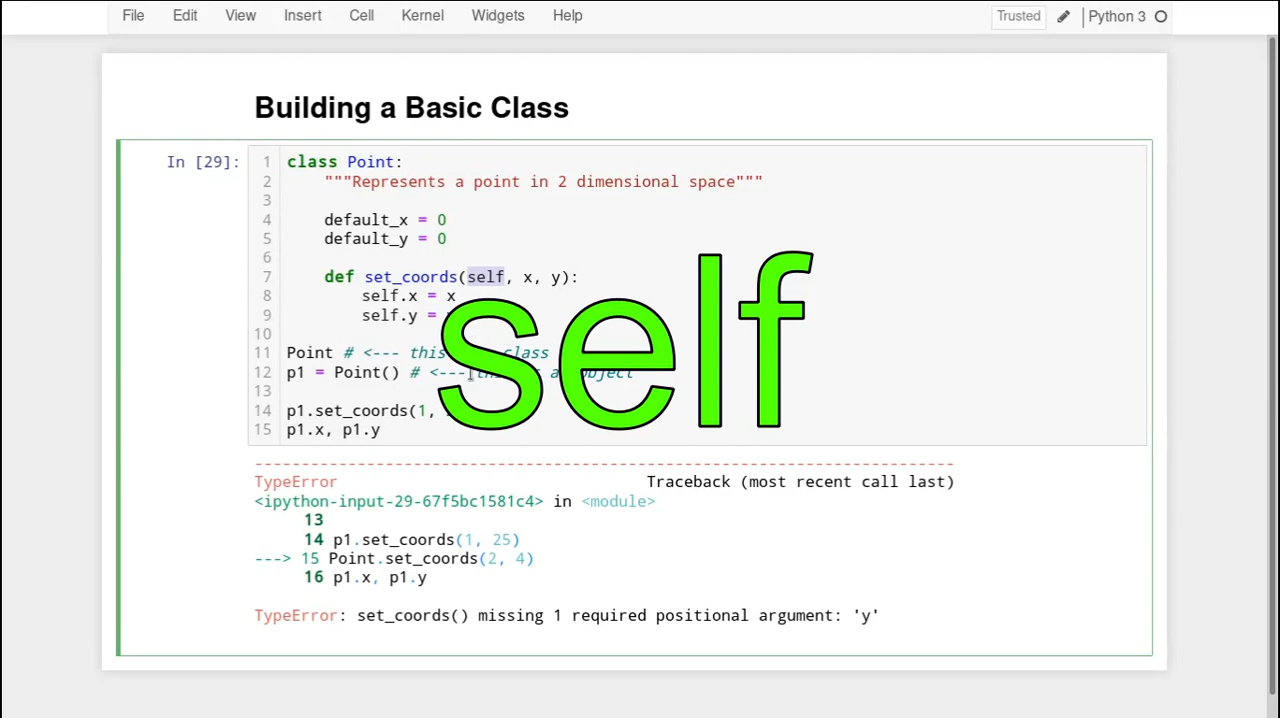 File Edit View Insert Cell Kernel Widgets Help Trusted Python 3
Building a Basic Class
In [29]:
1 class Point:
2     """Represents a point in 2 dimensional space"""
3
4     default_x = 0
5     default_y = 0
6
7     def set_coords(self, x, y):
8         self.x = x
9         self.y =
10
11 Point # <--- this class
12 p1 = Point() # <--- object
13
14 p1.set_coords(1,
15 p1.x, p1.y
self
---------------------------------------------------------------------------
TypeError                                 Traceback (most recent call last)
<ipython-input-29-67f5bc1581c4> in <module>
     13
     14 p1.set_coords(1, 25)
---> 15 Point.set_coords(2, 4)
     16 p1.x, p1.y

TypeError: set_coords() missing 1 required positional argument: 'y'